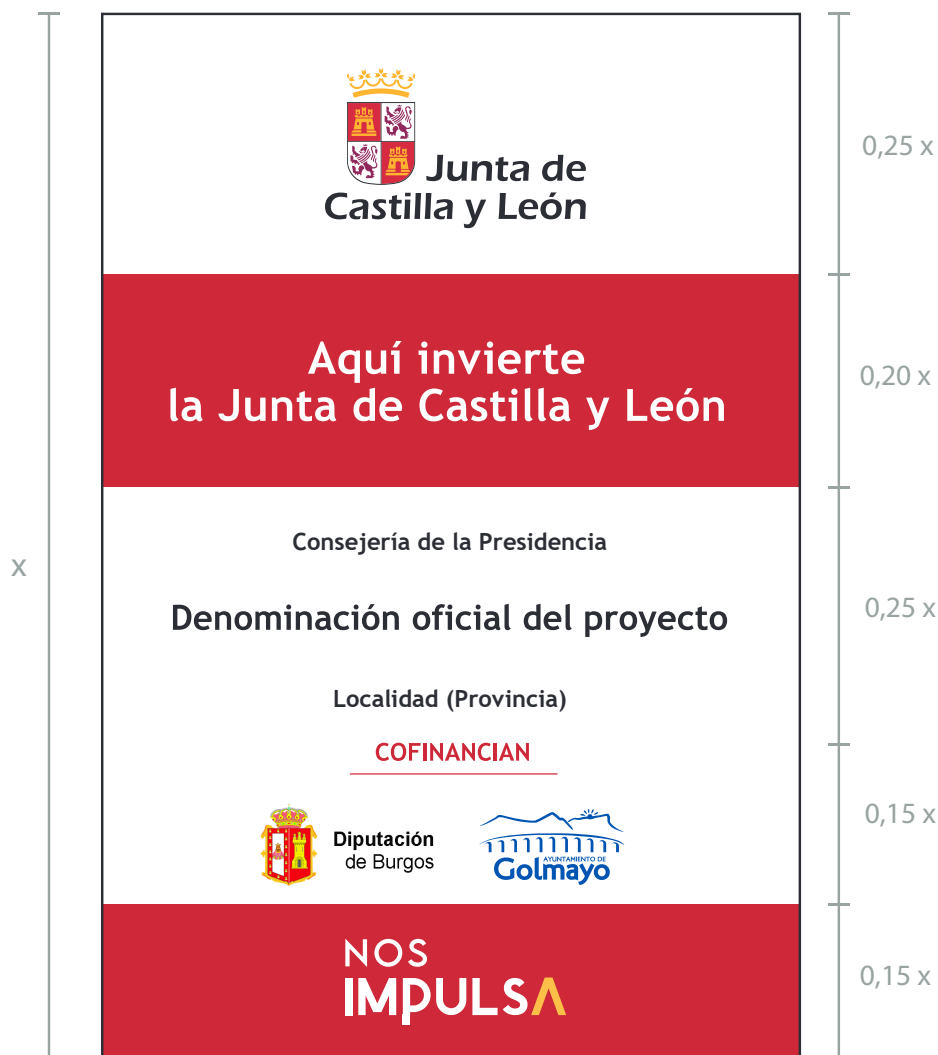 Junta de
Castilla y León
0,25 x
Aquí invierte
la Junta de Castilla y León
0,20 x
x
Consejería de la Presidencia
Denominación oficial del proyecto
0,25 x
Localidad (Provincia)
COFINANCIAN
Diputación
de Burgos
AYUNTAMIENTO DE
Golmayo
0,15 x
NOS
IMPULSA
0,15 x